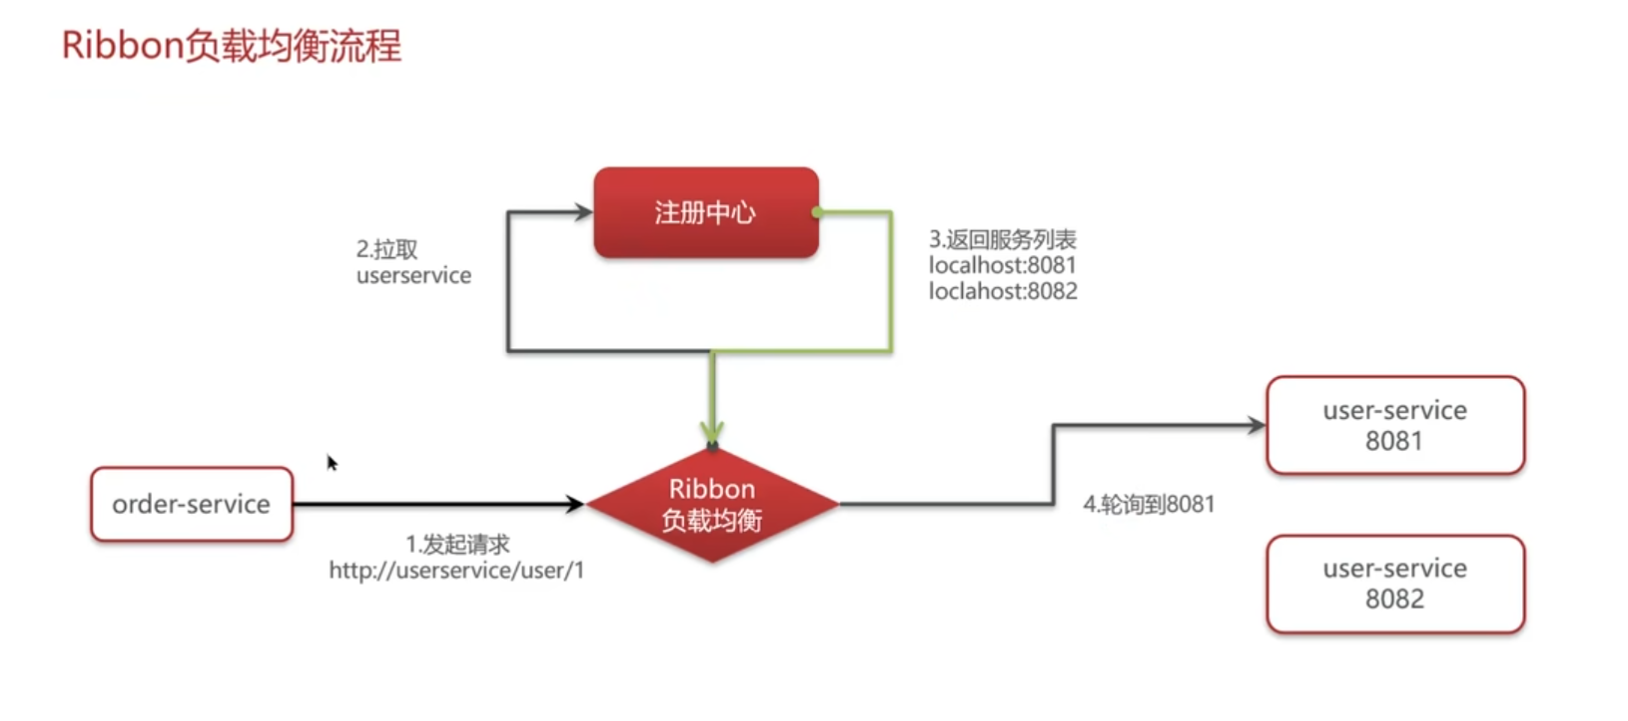 Ribbon负载均衡流程
注册中心
2.拉取
userservice
3.返回服务列表
localhost:8081
loclahost:8082
order-service
1.发起请求
http://userservice/user/1
Ribbon
负载均衡
4.轮询到8081
user-service
8081
user-service
8082